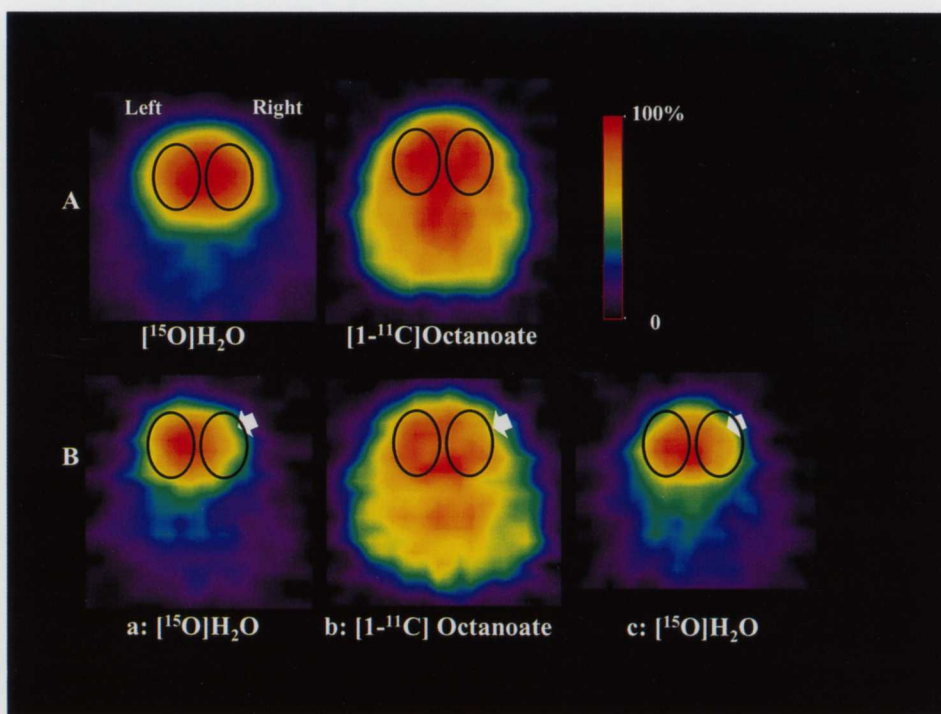 Left Right
100%
A
0
[¹⁵O]H₂O [1-¹¹C]Octanoate
B
a: [¹⁵O]H₂O b: [1-¹¹C] Octanoate c: [¹⁵O]H₂O